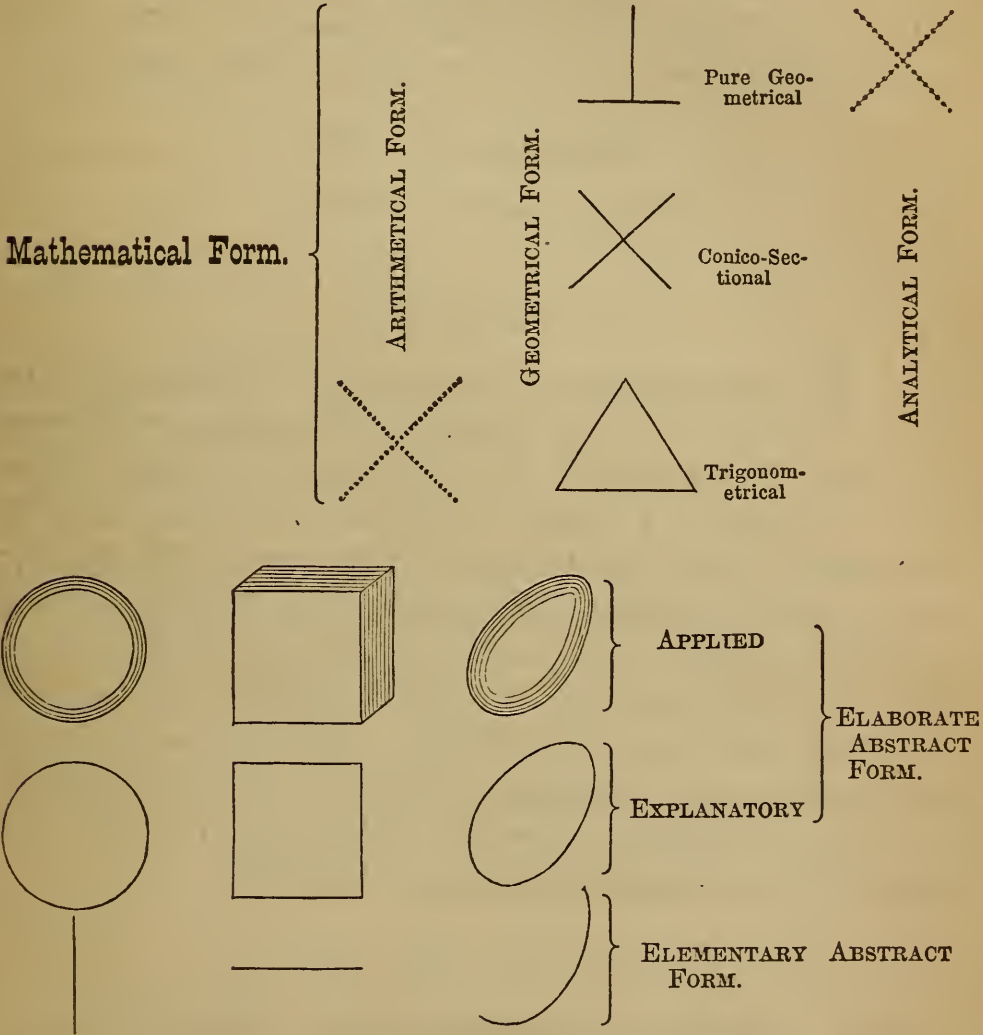 Mathematical Form.
ARITHMETICAL FORM.
GEOMETRICAL FORM.
Pure Geo-
metrical
Conico-Sec-
tional
Trigonom-
etrical
ANALYTICAL FORM.
APPLIED
EXPLANATORY
ELABORATE
ABSTRACT
FORM.
ELEMENTARY ABSTRACT
FORM.